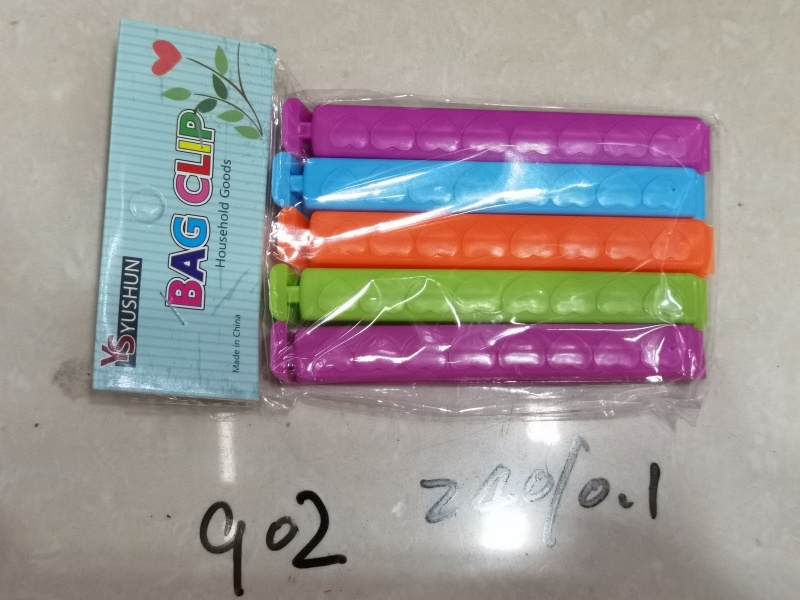 BAG CLIP
Household Goods
YS YUSHUN
Made in China
902
240/0.1